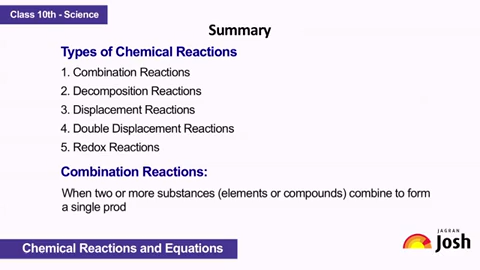 Class 10th - Science
Summary
Types of Chemical Reactions
1. Combination Reactions
2. Decomposition Reactions
3. Displacement Reactions
4. Double Displacement Reactions
5. Redox Reactions
Combination Reactions:
When two or more substances (elements or compounds) combine to form
a single prod
Chemical Reactions and Equations
JAGRAN
Josh